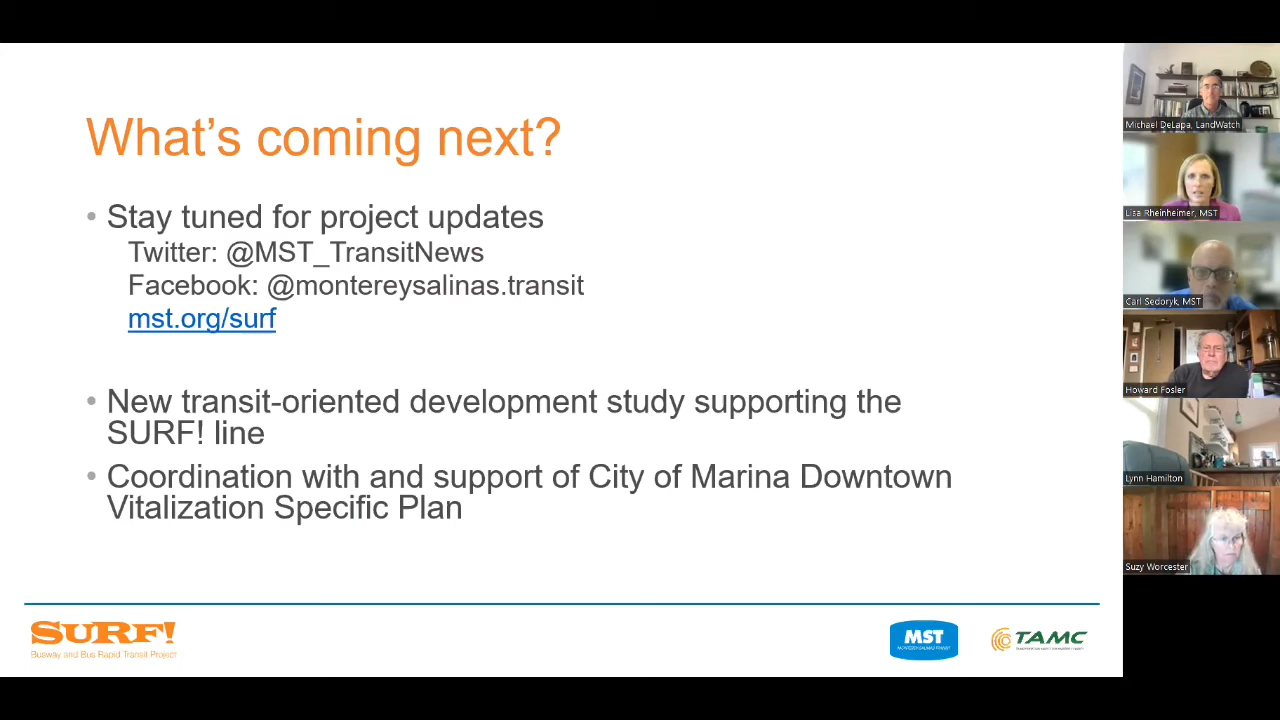 What's coming next?
• Stay tuned for project updates
Twitter: @MST_TransitNews
Facebook: @montereysalinas.transit
mst.org/surf
• New transit-oriented development study supporting the
SURF! line
• Coordination with and support of City of Marina Downtown
Vitalization Specific Plan
SURF!
Busway and Bus Rapid Transit Project
MST
MONTEREY-SALINAS TRANSIT
TAMC
Michael DeLapa, LandWatch
Lisa Rheinheimer, MST
Carl Sedoryk, MST
Howard Fosler
Lynn Hamilton
Suzy Worcester